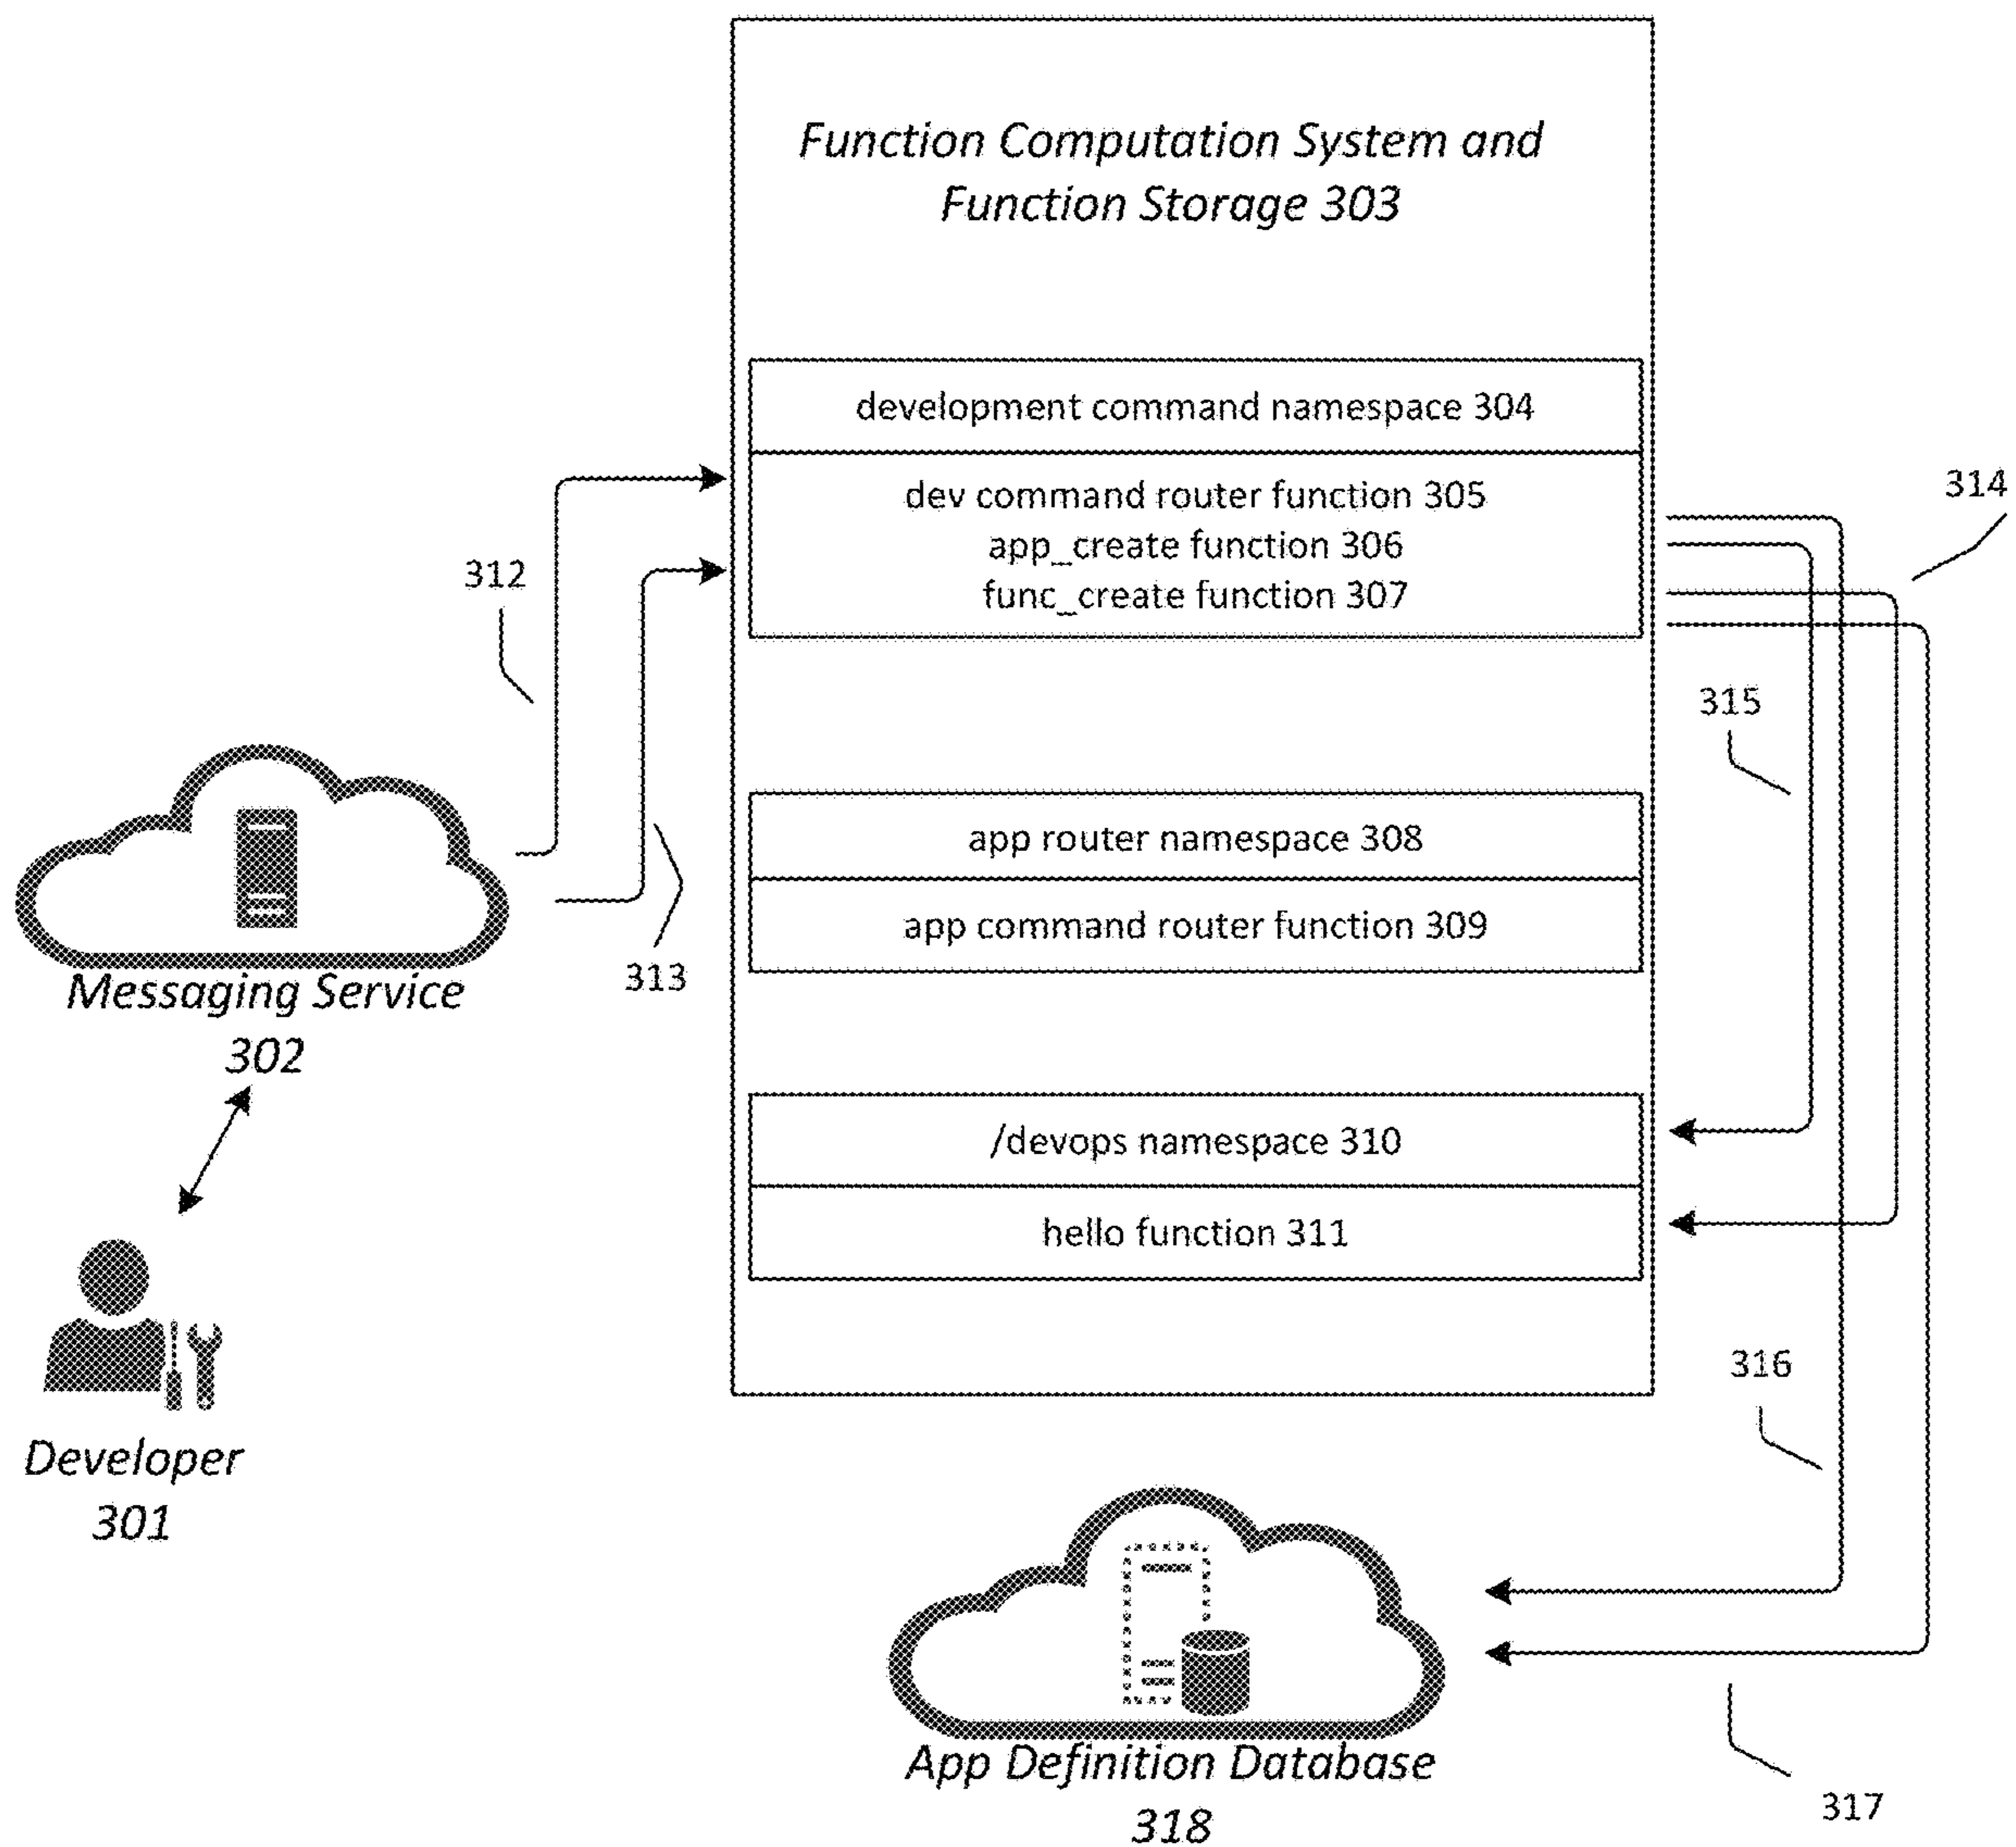 Function Computation System and
Function Storage 303
development command namespace 304
dev command router function 305
app_create function 306
func_create function 307
314
312
315
app router namespace 308
app command router function 309
313
Messaging Service
302
/devops namespace 310
hello function 311
316
Developer
301
App Definition Database
318
317